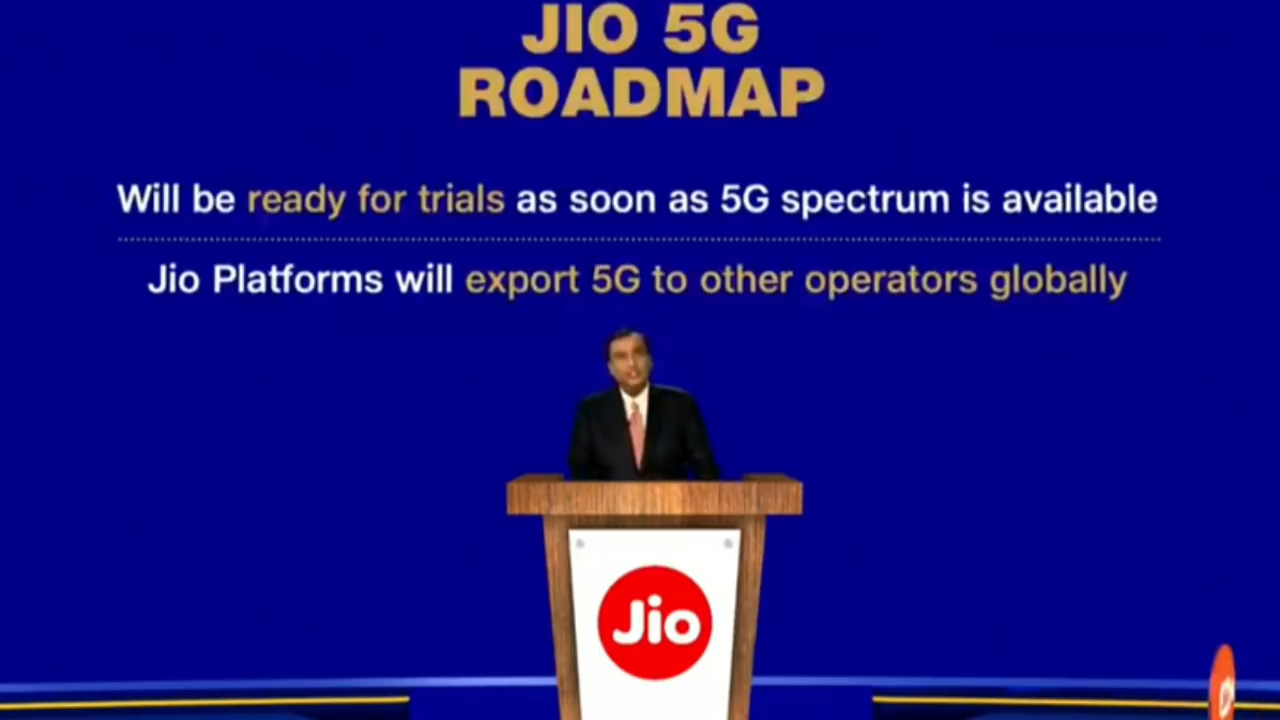 JIO 5G
ROADMAP
Will be ready for trials as soon as 5G spectrum is available
Jio Platforms will export 5G to other operators globally
Jio